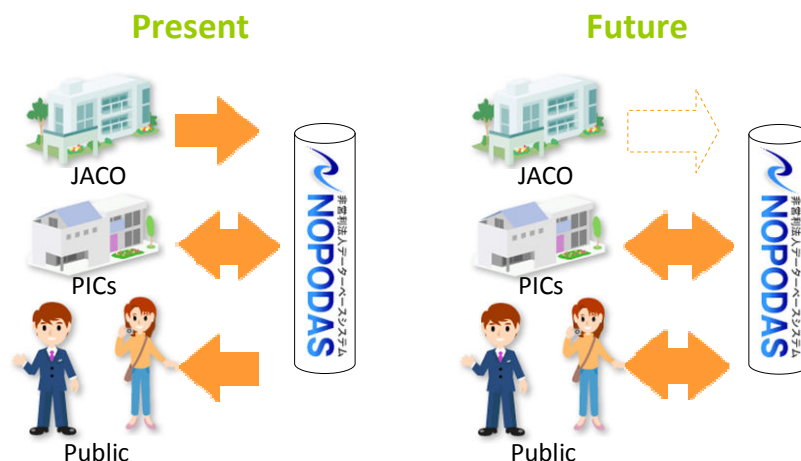 Present
JACO
PICs
Public
NOPODAS
非営利法人データーベースシステム
Future
JACO
PICs
Public
NOPODAS
非営利法人データーベースシステム